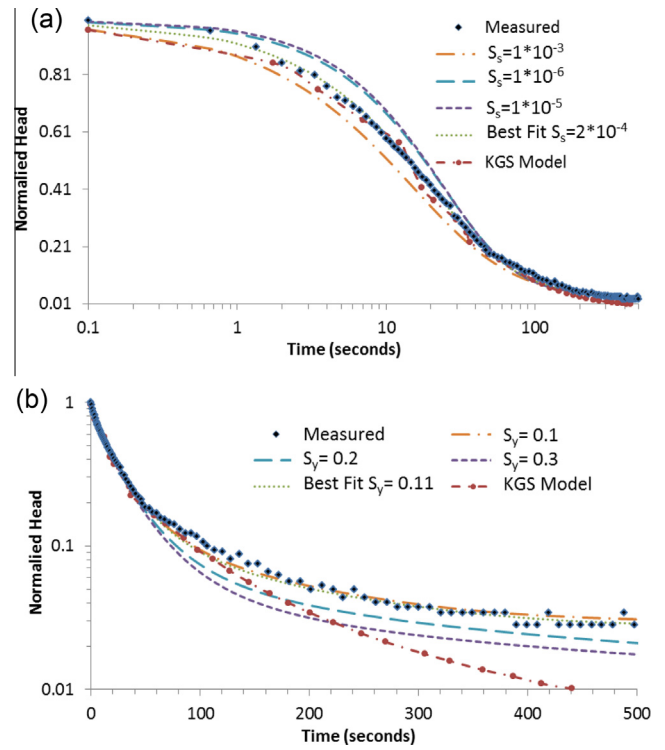 (a)
Measured
Ss=1*10-3
Ss=1*10-6
Ss=1*10-5
Best Fit Ss=2*10-4
KGS Model
Normalied Head
0.81
0.61
0.41
0.21
0.01
0.1
1
10
100
Time (seconds)
(b)
Measured
Sy= 0.1
Sy= 0.2
Sy= 0.3
Best Fit Sy= 0.11
KGS Model
Normalied Head
1
0.1
0.01
0
100
200
300
400
500
Time (seconds)